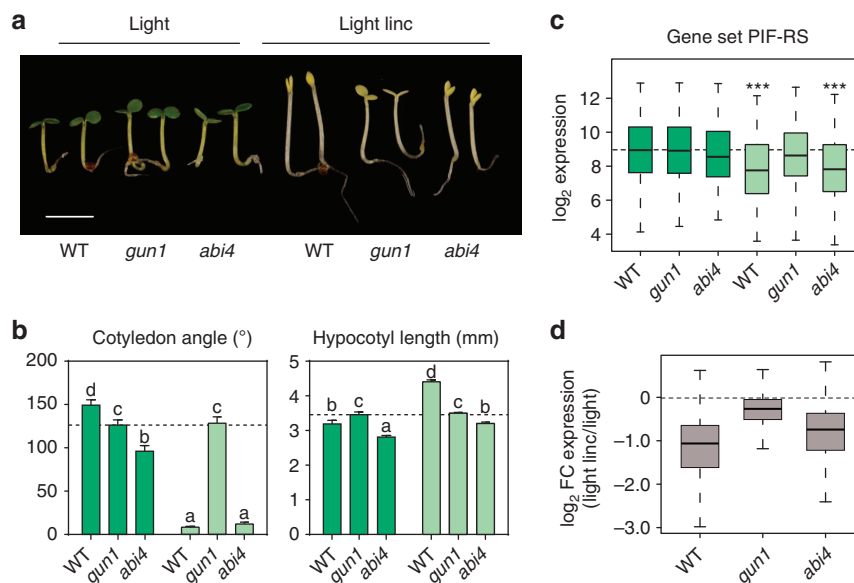 a
Light Light linc
WT gun1 abi4 WT gun1 abi4
b
Cotyledon angle (°)
200
150
100
50
0
d c b a c a
WT gun1 abi4 WT gun1 abi4
Hypocotyl length (mm)
6
5
4
3
2
1
0
b c a d c b
WT gun1 abi4 WT gun1 abi4
c
Gene set PIF-RS
log2 expression
12
10
8
6
4
*** ***
WT gun1 abi4 WT gun1 abi4
d
log2 FC expression
(light linc/light)
0
–1.0
–2.0
–3.0
WT gun1 abi4